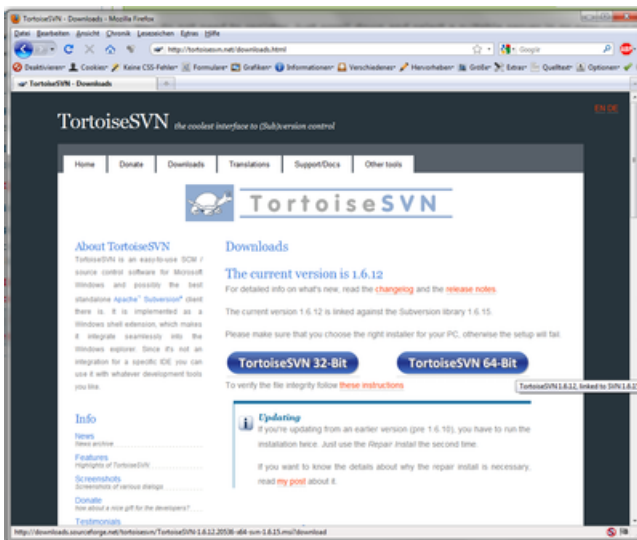 TortoiseSVN - Downloads - Mozilla Firefox
Datei Bearbeiten Ansicht Chronik Lesezeichen Extras Hilfe
http://tortoisesvn.net/downloads.html
Google
Deaktivieren Cookies Keine CSS-Fehler Formulare Grafiken Informationen Verschiedenes Hervorheben Größe Extras Quelltext Optionen
TortoiseSVN - Downloads
EN DE
TortoiseSVN the coolest interface to (Sub)version control
Home Donate Downloads Translations Support/Docs Other tools
TortoiseSVN
About TortoiseSVN
TortoiseSVN is an easy-to-use SCM /
source control software for Microsoft
Windows and possibly the best
standalone Apache™ Subversion® client
there is. It is implemented as a
Windows shell extension, which makes
it integrate seamlessly into the
Windows explorer. Since it's not an
integration for a specific IDE you can
use it with whatever development tools
you like.
Info
News
News archive
Features
Highlights of TortoiseSVN
Screenshots
Screenshots of various dialogs
Donate
How about a nice gift for the developers?
Testimonials
Downloads
The current version is 1.6.12
For detailed info on what's new, read the changelog and the release notes.
The current version 1.6.12 is linked against the Subversion library 1.6.15.
Please make sure that you choose the right installer for your PC, otherwise the setup will fail.
TortoiseSVN 32-Bit TortoiseSVN 64-Bit
TortoiseSVN 1.6.12, linked to SVN 1.6.15
To verify the file integrity follow these instructions
Updating
If you're updating from an earlier version (pre 1.6.10), you have to run the
installation twice. Just use the Repair Install the second time.
If you want to know the details about why the repair install is necessary,
read my post about it.
http://downloads.sourceforge.net/tortoisesvn/TortoiseSVN-1.6.12.20536-x64-svn-1.6.15.msi?download